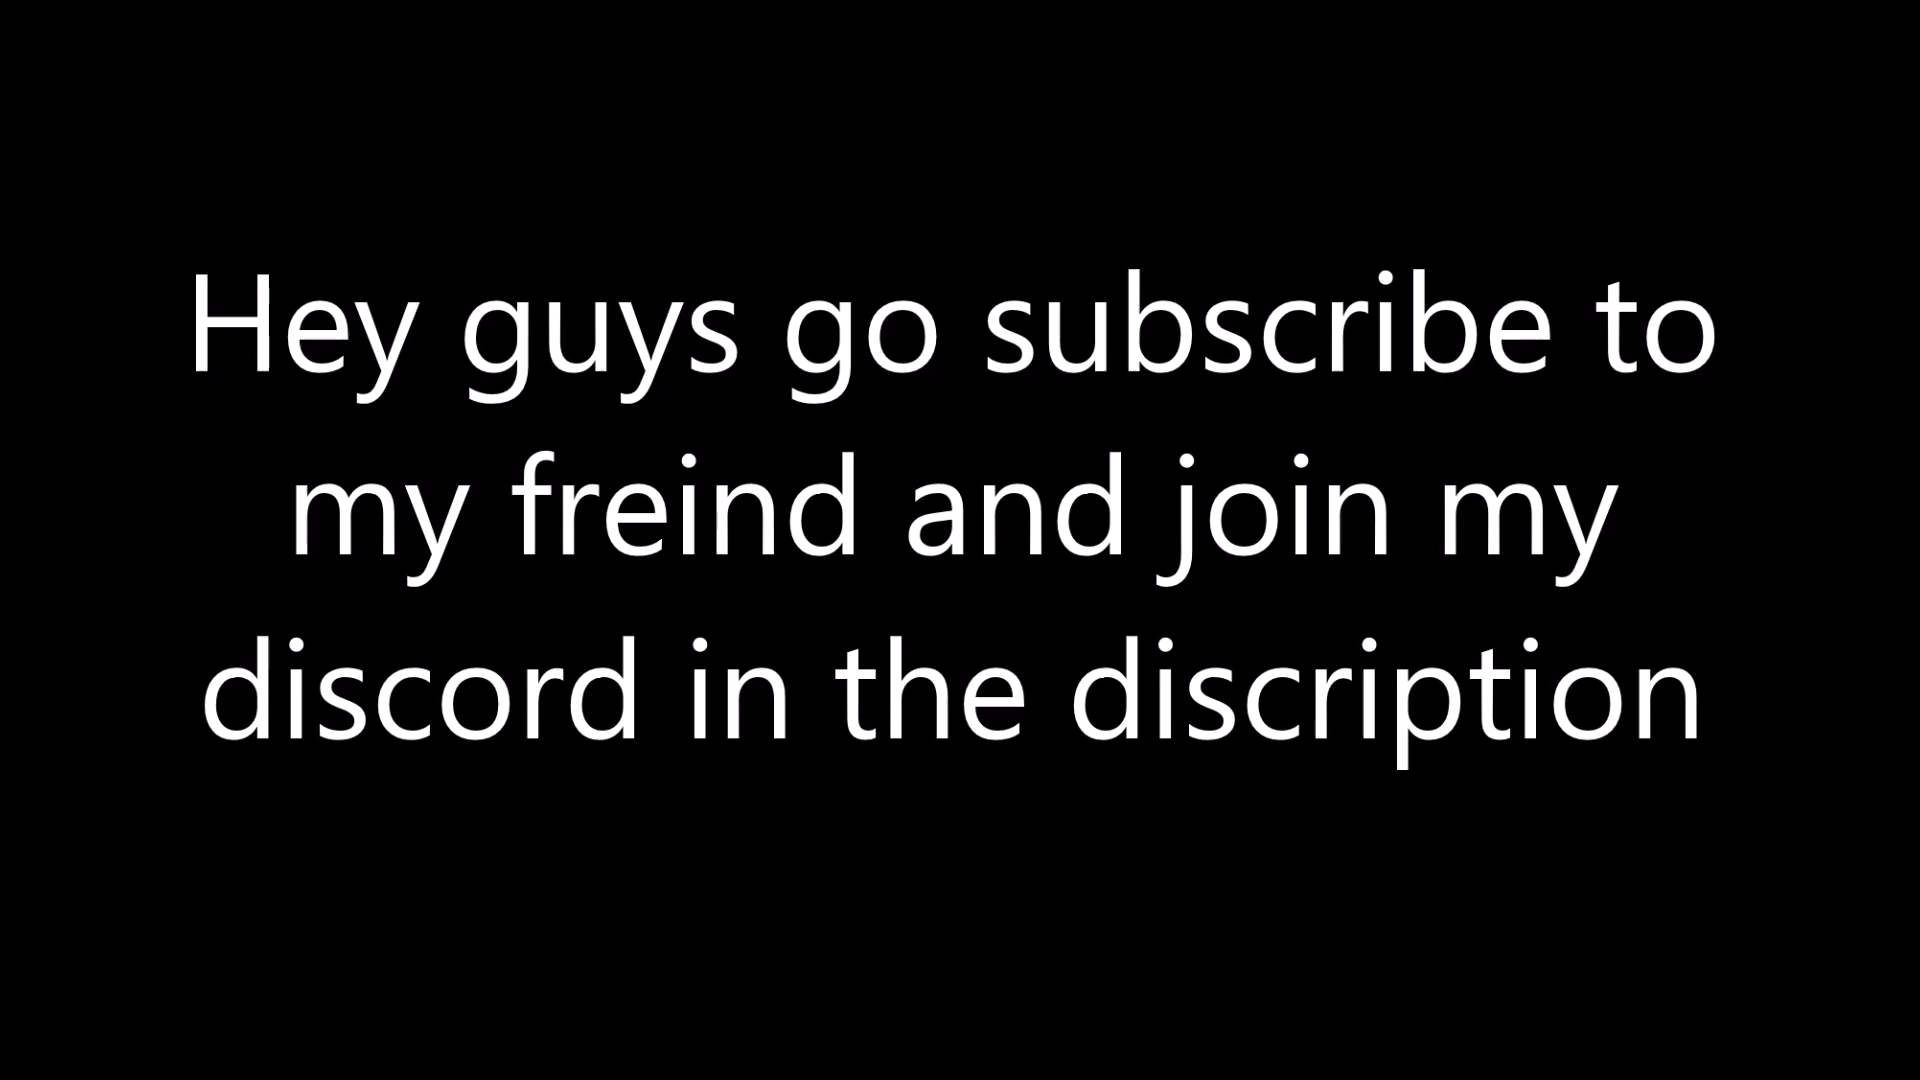 Hey guys go subscribe to
my freind and join my
discord in the discription